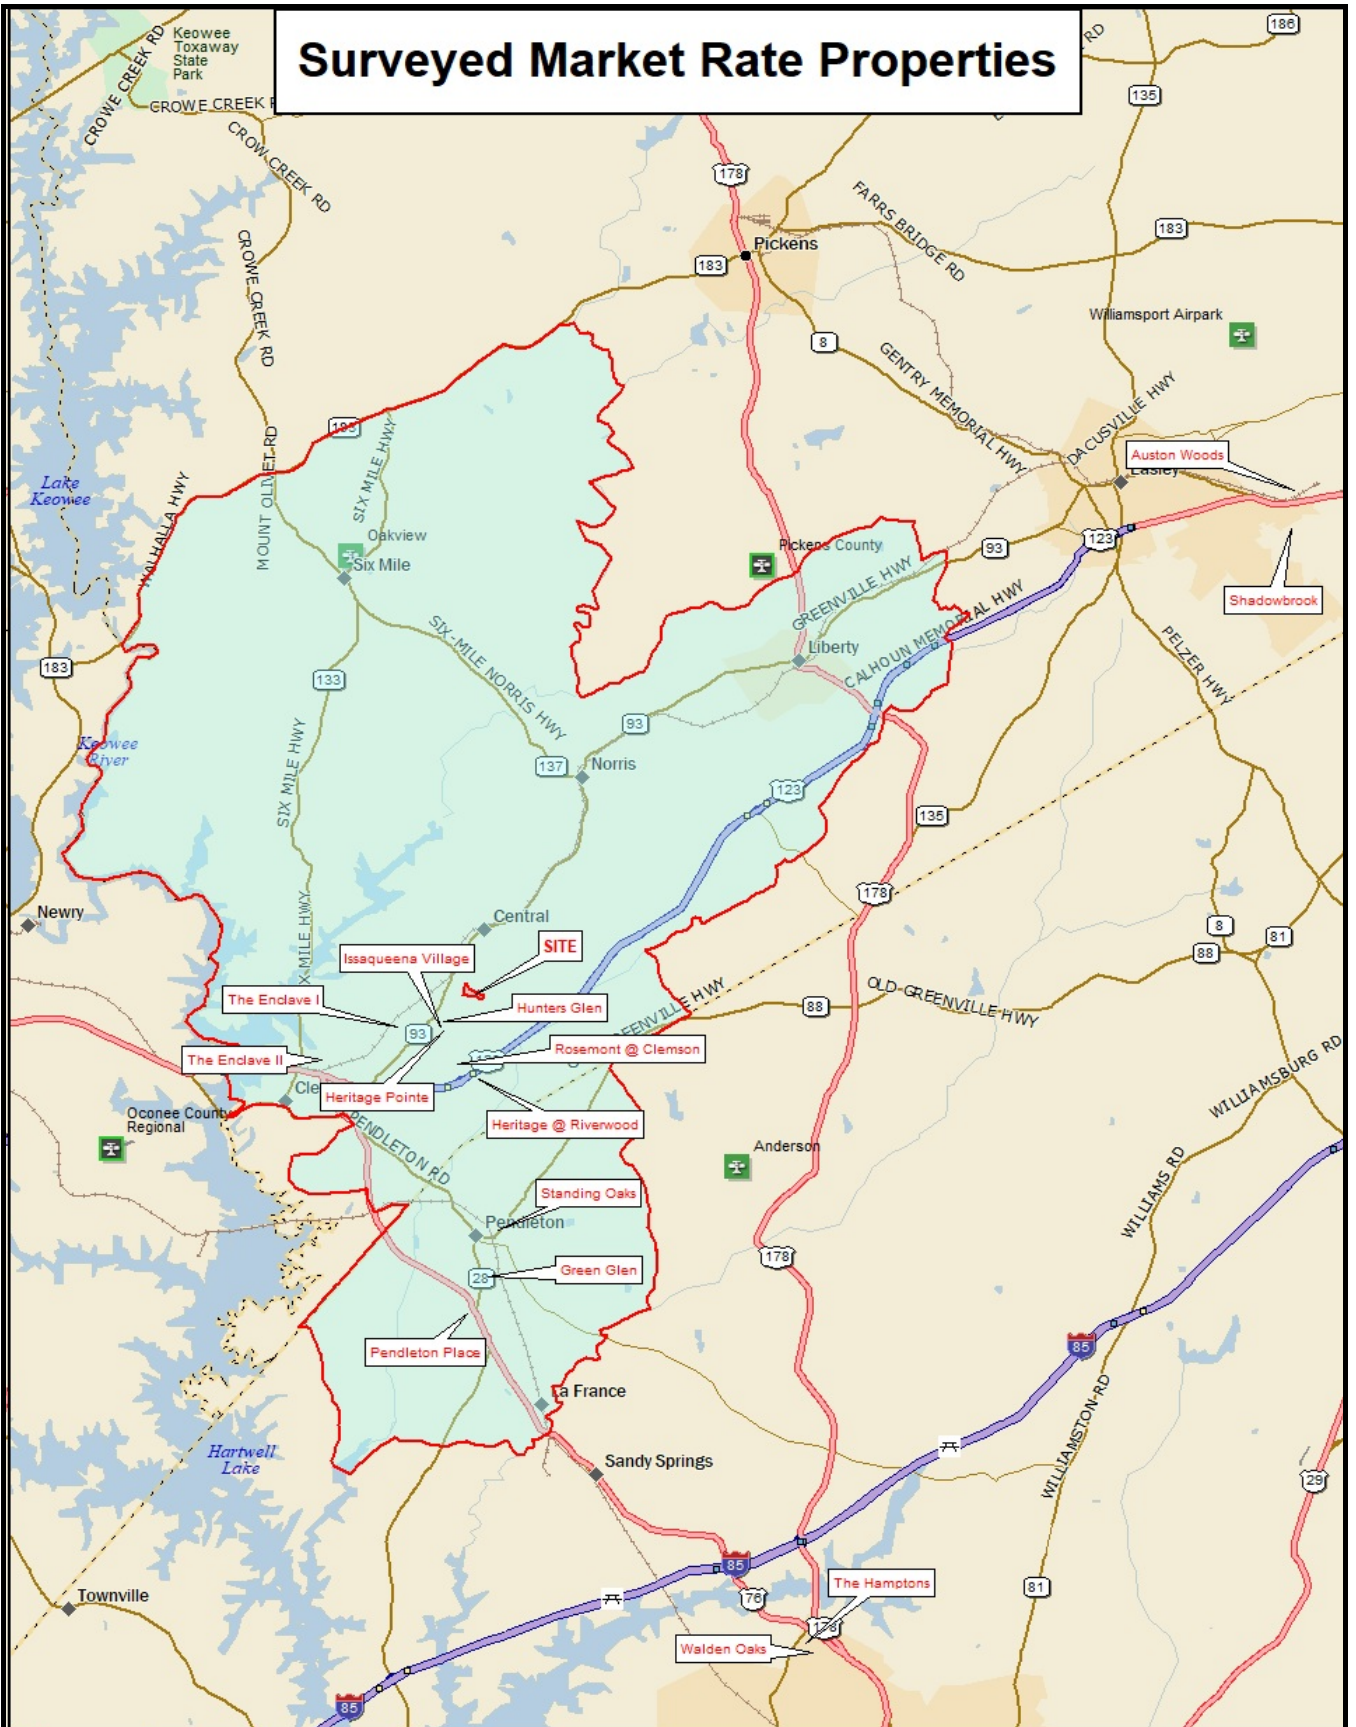 Surveyed Market Rate Properties
Keowee
Toxaway
State
Park
CROWE CREEK RD
CROWE CREEK R
CROW CREEK RD
CROWE CREEK RD
RD
186
135
178
FARRS BRIDGE RD
183
Pickens
183
Williamsport Airpark
8
GENTRY MEMORIAL HWY
DACUSVILLE HWY
183
SIX MILE HWY
MOUNT OLIVET RD
Auston Woods
Easley
Lake
Keowee
WALHALLA HWY
Oakview
Six Mile
Pickens County
93
123
GREENVILLE HWY
Shadowbrook
CALHOUN MEMORIAL HWY
SIX-MILE NORRIS HWY
Liberty
PELZER HWY
183
133
93
Keowee
River
SIX MILE HWY
137
Norris
123
135
178
Newry
Central
X MILE HWY
SITE
Issaqueena Village
8
81
88
The Enclave I
Hunters Glen
GREENVILLE HWY
88
OLD GREENVILLE HWY
93
Rosemont @ Clemson
The Enclave II
Cle
Heritage Pointe
WILLIAMSBURG RD
Oconee County
Regional
PENDLETON RD
Heritage @ Riverwood
Anderson
WILLIAMS RD
Standing Oaks
Pendleton
178
28
Green Glen
Pendleton Place
85
La France
WILLIAMSTON RD
Hartwell
Lake
Sandy Springs
29
85
The Hamptons
81
Townville
76
178
Walden Oaks
85